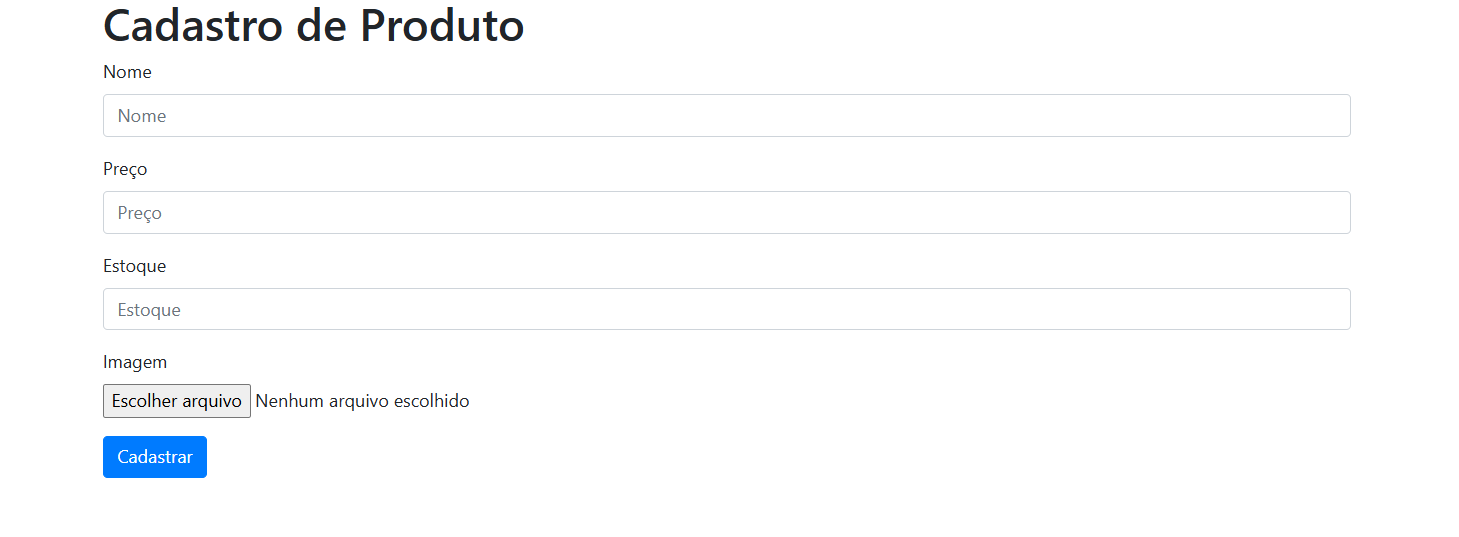 Cadastro de Produto
Nome
Nome
Preço
Preço
Estoque
Estoque
Imagem
Escolher arquivo Nenhum arquivo escolhido
Cadastrar